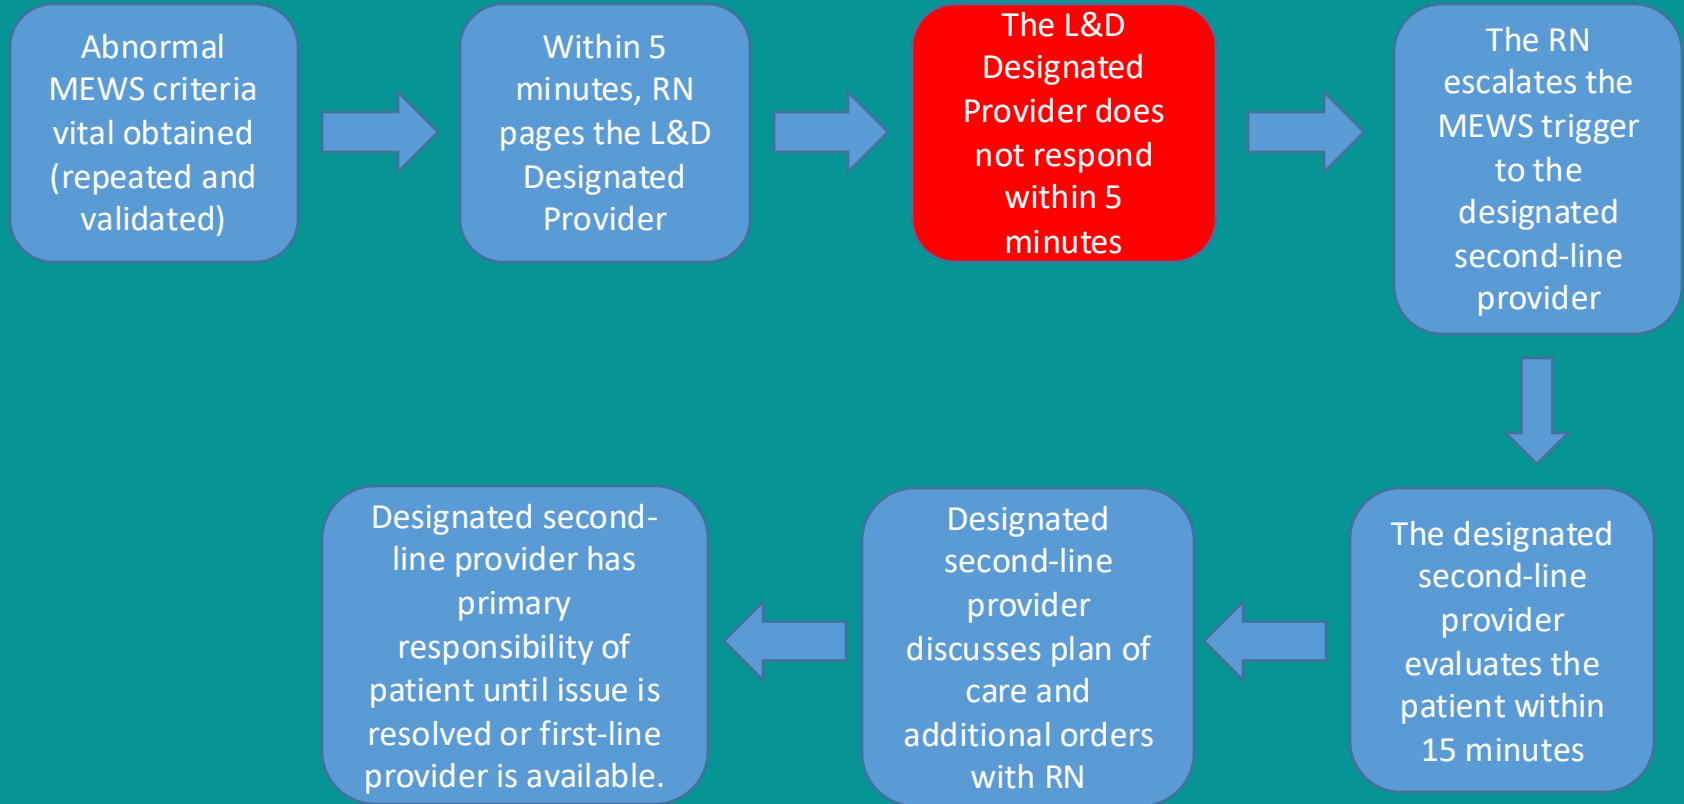 Abnormal
MEWS criteria
vital obtained
(repeated and
validated)
Within 5
minutes, RN
pages the L&D
Designated
Provider
The L&D
Designated
Provider does
not respond
within 5
minutes
The RN
escalates the
MEWS trigger
to the
designated
second-line
provider
The designated
second-line
provider
evaluates the
patient within
15 minutes
Designated
second-line
provider
discusses plan of
care and
additional orders
with RN
Designated second-
line provider has
primary
responsibility of
patient until issue is
resolved or first-line
provider is available.